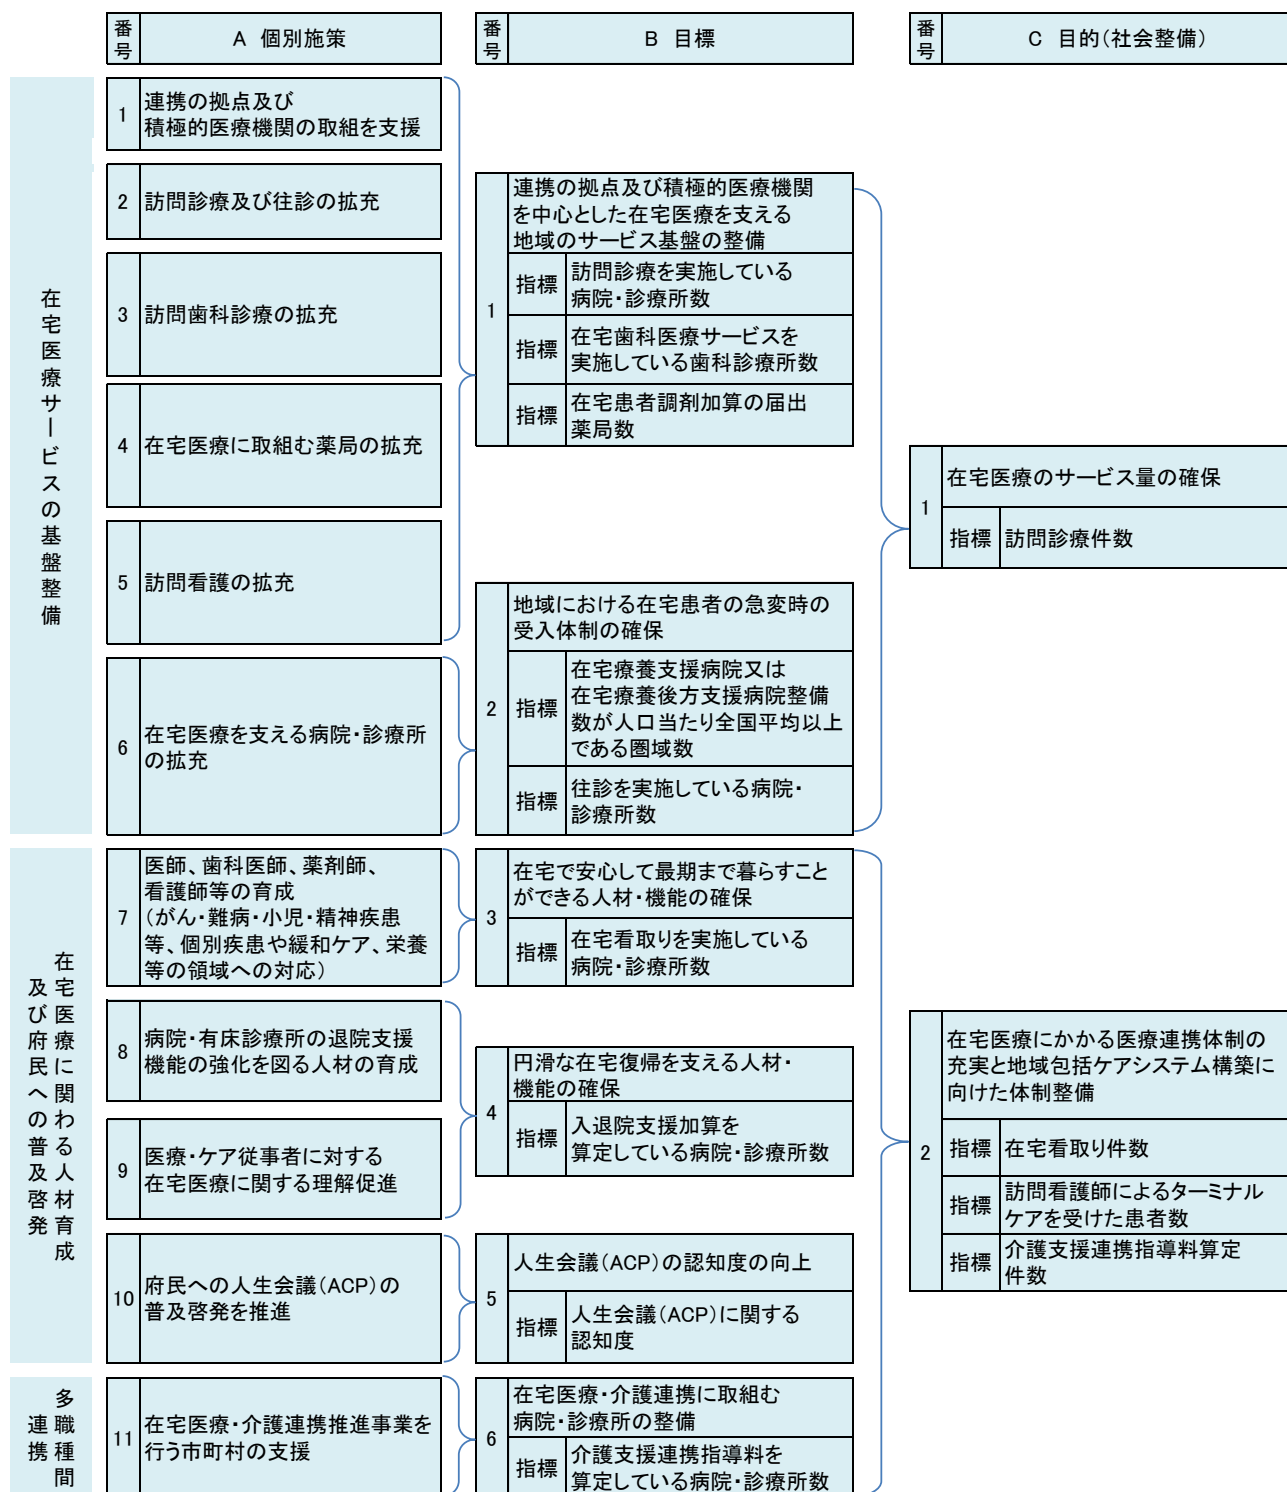 番号
A 個別施策
番号
B 目標
番号
C 目的(社会整備)
在宅医療サービスの基盤整備
1
連携の拠点及び
積極的医療機関の取組を支援
2
訪問診療及び往診の拡充
3
訪問歯科診療の拡充
4
在宅医療に取組む薬局の拡充
5
訪問看護の拡充
6
在宅医療を支える病院・診療所
の拡充
1
連携の拠点及び積極的医療機関
を中心とした在宅医療を支える
地域のサービス基盤の整備
指標
訪問診療を実施している
病院・診療所数
指標
在宅歯科医療サービスを
実施している歯科診療所数
指標
在宅患者調剤加算の届出
薬局数
2
地域における在宅患者の急変時の
受入体制の確保
指標
在宅療養支援病院又は
在宅療養後方支援病院整備
数が人口当たり全国平均以上
である圏域数
指標
往診を実施している病院・
診療所数
1
在宅医療のサービス量の確保
指標
訪問診療件数
在宅医療に関わる人材育成
及び府民への普及啓発
7
医師、歯科医師、薬剤師、
看護師等の育成
(がん・難病・小児・精神疾患
等、個別疾患や緩和ケア、栄養
等の領域への対応)
8
病院・有床診療所の退院支援
機能の強化を図る人材の育成
9
医療・ケア従事者に対する
在宅医療に関する理解促進
10
府民への人生会議(ACP)の
普及啓発を推進
3
在宅で安心して最期まで暮らすこと
ができる人材・機能の確保
指標
在宅看取りを実施している
病院・診療所数
4
円滑な在宅復帰を支える人材・
機能の確保
指標
入退院支援加算を
算定している病院・診療所数
5
人生会議(ACP)の認知度の向上
指標
人生会議(ACP)に関する
認知度
2
在宅医療にかかる医療連携体制の
充実と地域包括ケアシステム構築に
向けた体制整備
指標
在宅看取り件数
指標
訪問看護師によるターミナル
ケアを受けた患者数
指標
介護支援連携指導料算定
件数
多職種間
連携
11
在宅医療・介護連携推進事業を
行う市町村の支援
6
在宅医療・介護連携に取組む
病院・診療所の整備
指標
介護支援連携指導料を
算定している病院・診療所数